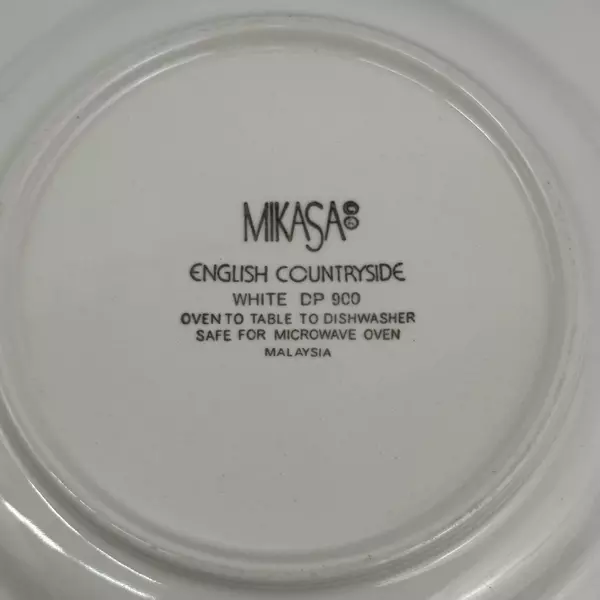 MIKASA
ENGLISH COUNTRYSIDE
WHITE DP 900
OVEN TO TABLE TO DISHWASHER
SAFE FOR MICROWAVE OVEN
MALAYSIA